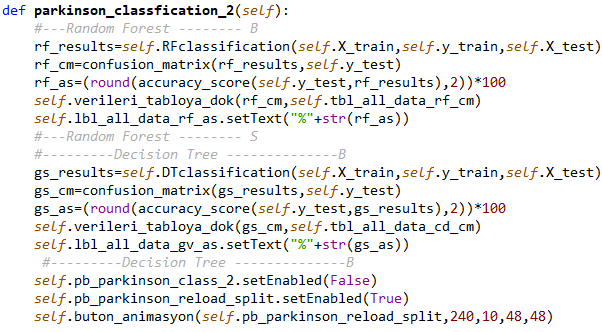 def parkinson_classfication_2(self):
    #---Random Forest -------- B
    rf_results=self.RFclassification(self.X_train,self.y_train,self.X_test)
    rf_cm=confusion_matrix(rf_results,self.y_test)
    rf_as=(round(accuracy_score(self.y_test,rf_results),2))*100
    self.verileri_tabloya_dok(rf_cm,self.tbl_all_data_rf_cm)
    self.lbl_all_data_rf_as.setText("%"+str(rf_as))
    #---Random Forest -------- S
    #---------Decision Tree --------------B
    gs_results=self.DTclassification(self.X_train,self.y_train,self.X_test)
    gs_cm=confusion_matrix(gs_results,self.y_test)
    gs_as=(round(accuracy_score(self.y_test,gs_results),2))*100
    self.verileri_tabloya_dok(gs_cm,self.tbl_all_data_cd_cm)
    self.lbl_all_data_gv_as.setText("%"+str(gs_as))
     #---------Decision Tree --------------B
    self.pb_parkinson_class_2.setEnabled(False)
    self.pb_parkinson_reload_split.setEnabled(True)
    self.buton_animasyon(self.pb_parkinson_reload_split,240,10,48,48)